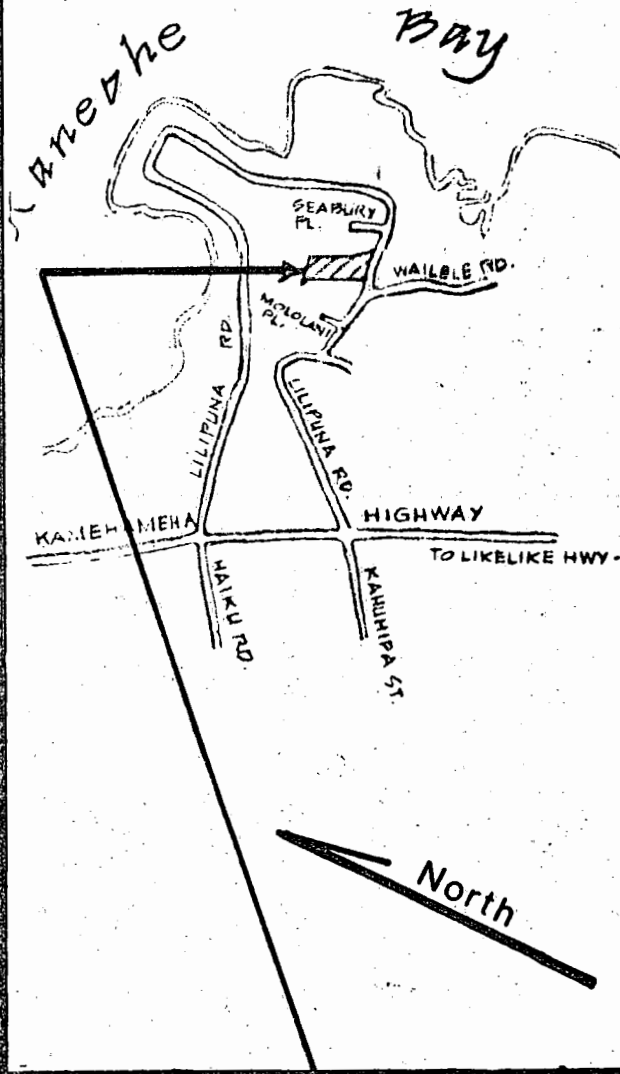 Kaneohe
Bay
SEABURY
PL.
WAILELE RD.
MOLOLANI
PL.
LILIPUNA RD.
LILIPUNA RD.
KAMEHAMEHA HIGHWAY
TO LIKELIKE HWY-
HAIKU RD.
KAHUHIPA ST.
North